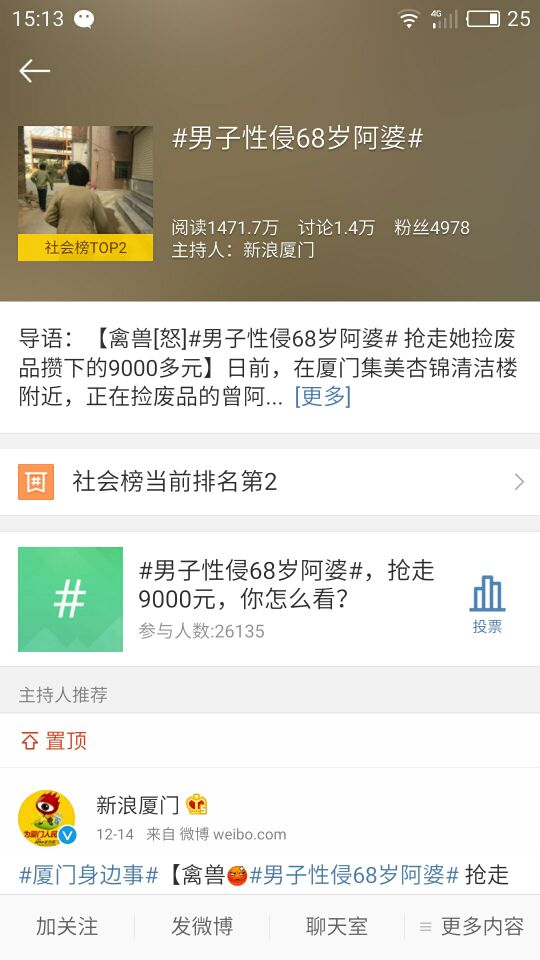 15:13
4G
25
#男子性侵68岁阿婆#
社会榜TOP2
阅读1471.7万 讨论1.4万 粉丝4978
主持人：新浪厦门
导语：【禽兽[怒]#男子性侵68岁阿婆# 抢走她捡废
品攒下的9000多元】日前，在厦门集美杏锦清洁楼
附近，正在捡废品的曾阿... [更多]
社会榜当前排名第2
#
#男子性侵68岁阿婆#，抢走
9000元，你怎么看？
参与人数:26135
投票
主持人推荐
置顶
新浪厦门
为厦门人民
12-14 来自 微博 weibo.com
#厦门身边事#【禽兽#男子性侵68岁阿婆# 抢走
加关注
发微博
聊天室
更多内容